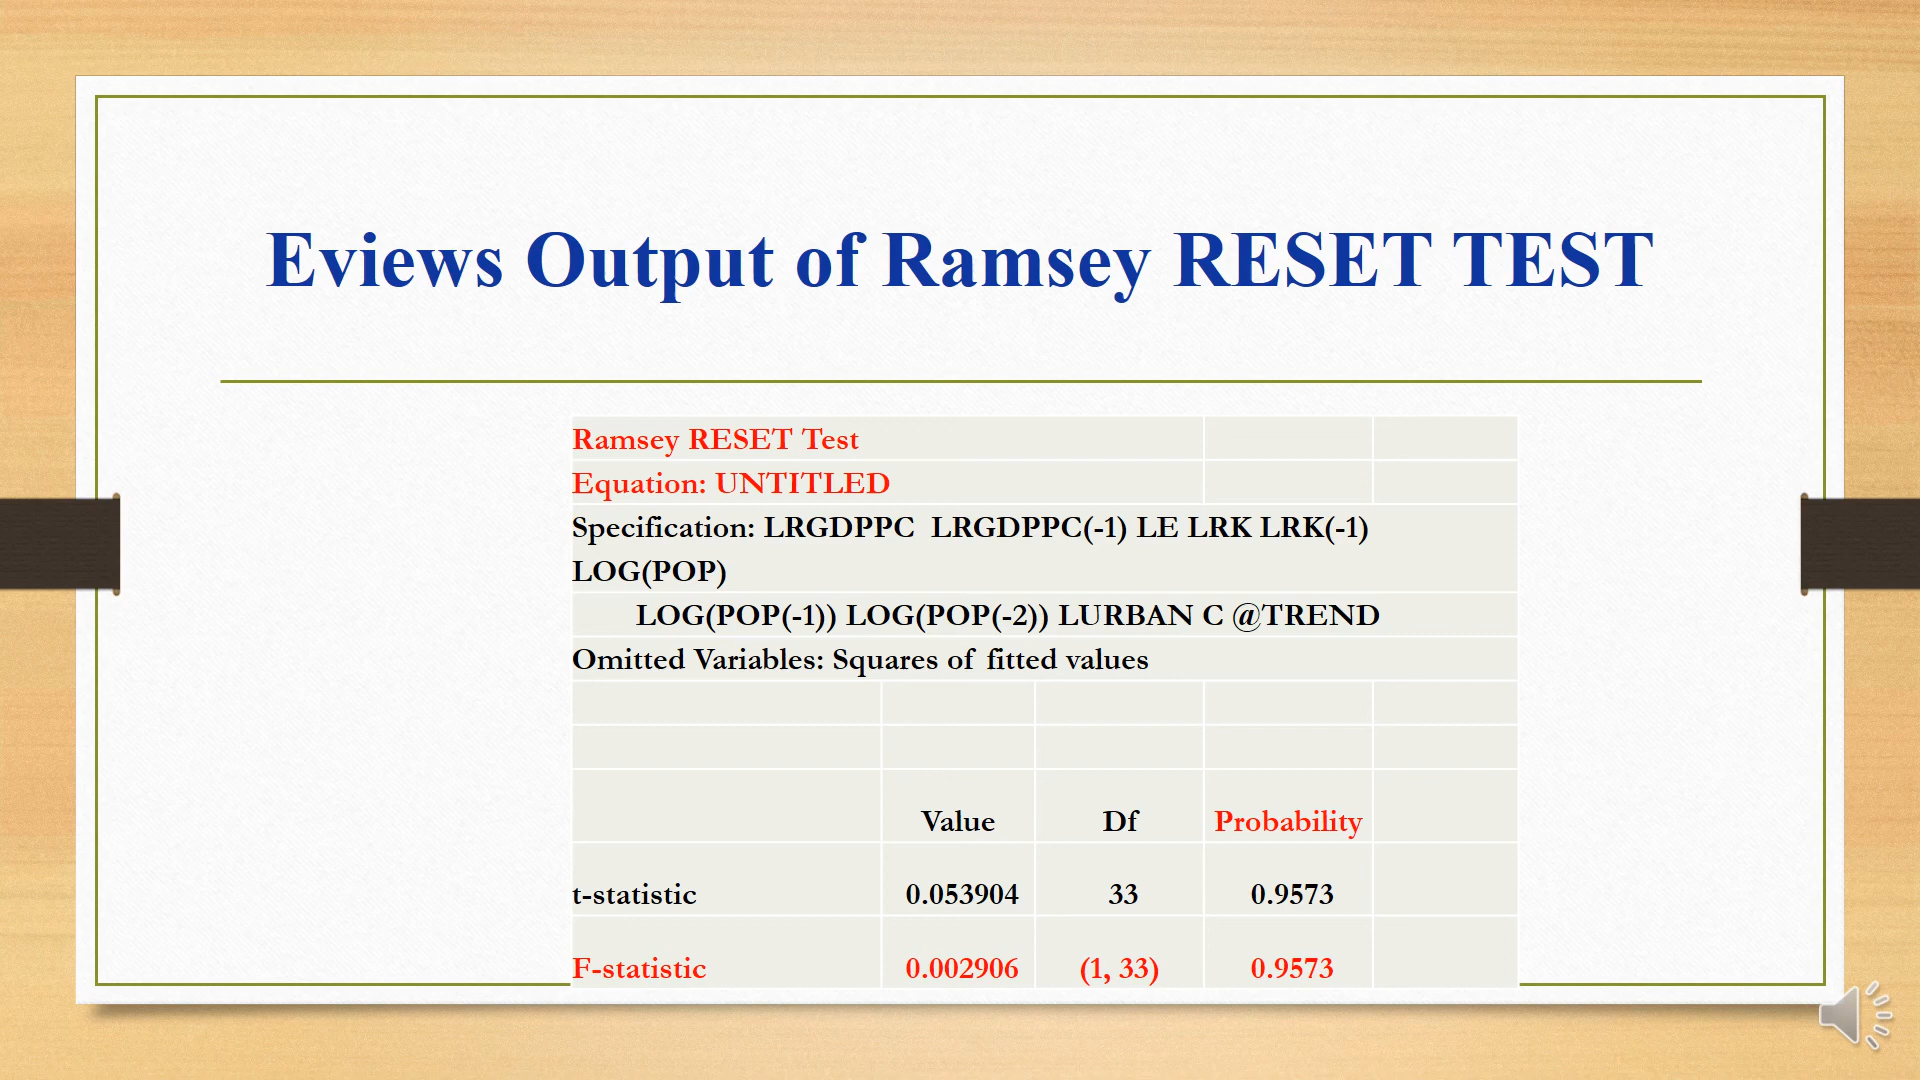 Eviews Output of Ramsey RESET TEST
Ramsey RESET Test
Equation: UNTITLED
Specification: LRGDPPC LRGDPPC(-1) LE LRK LRK(-1)
LOG(POP)
LOG(POP(-1)) LOG(POP(-2)) LURBAN C @TREND
Omitted Variables: Squares of fitted values
Value Df Probability
t-statistic 0.053904 33 0.9573
F-statistic 0.002906 (1, 33) 0.9573